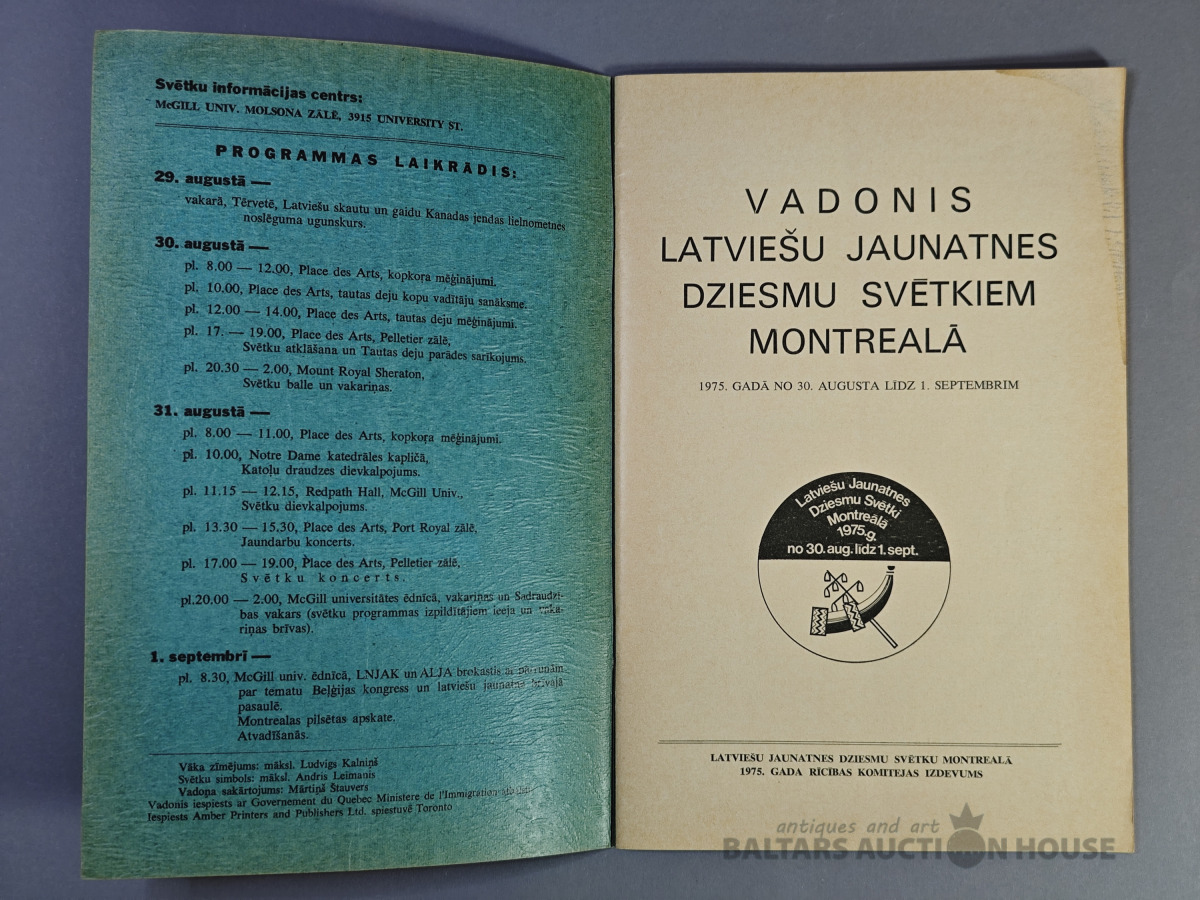 Svētku informācijas centrs:
McGILL UNIV. MOLSONA ZĀLĒ, 3915 UNIVERSITY ST.
PROGRAMMAS LAIKRĀDIS:
29. augustā —
vakarā, Tērvetē, Latviešu skautu un gaidu Kanadas jendas lielnometnes
noslēguma ugunskurs.
30. augustā —
pl. 8.00 — 12.00, Place des Arts, kopkoŗa mēģinājumi.
pl. 10.00, Place des Arts, tautas deju kopu vadītāju sanāksme.
pl. 12.00 — 14.00, Place des Arts, tautas deju mēģinājumi.
pl. 17. — 19.00, Place des Arts, Pelletier zālē,
Svētku atklāšana un Tautas deju parādes sarīkojums.
pl. 20.30 — 2.00, Mount Royal Sheraton,
Svētku balle un vakariņas.
31. augustā —
pl. 8.00 — 11.00, Place des Arts, kopkoŗa mēģinājumi.
pl. 10.00, Notre Dame katedrāles kapličā,
Katoļu draudzes dievkalpojums.
pl. 11.15 — 12.15, Redpath Hall, McGill Univ.,
Svētku dievkalpojums.
pl. 13.30 — 15.30, Place des Arts, Port Royal zālē,
Jaundarbu koncerts.
pl. 17.00 — 19.00, Place des Arts, Pelletier zālē,
Svētku koncerts.
pl.20.00 — 2.00, McGill universitātes ēdnīcā, vakariņas un Sadraudzī-
bas vakars (svētku programmas izpildītājiem ieeja un vaka-
riņas brīvas).
1. septembrī —
pl. 8.30, McGill univ. ēdnīcā, LNJAK un ALJA brokastis ar pārrunām
par tematu Beļģijas kongress un latviešu jaunatne brīvajā
pasaulē.
Montrealas pilsētas apskate.
Atvadīšanās.
Vāka zīmējums: māksl. Ludvigs Kalniņš
Svētku simbols: māksl. Andris Leimanis
Vadoņa sakārtojums: Mārtiņš Štauvers
Vadonis iespiests ar Governement du Quebec Ministere de l'Immigration
Iespiests Amber Printers and Publishers Ltd. spiestuvē Toronto
VADONIS
LATVIEŠU JAUNATNES
DZIESMU SVĒTKIEM
MONTREALĀ
1975. GADĀ NO 30. AUGUSTA LĪDZ 1. SEPTEMBRIM
Latviešu Jaunatnes
Dziesmu Svētki
Montreālā
1975.g.
no 30.aug. līdz 1.sept.
LATVIEŠU JAUNATNES DZIESMU SVĒTKU MONTREALĀ
1975. GADA RĪCĪBAS KOMITEJAS IZDEVUMS
antiques and art
BALTARS AUCTION HOUSE